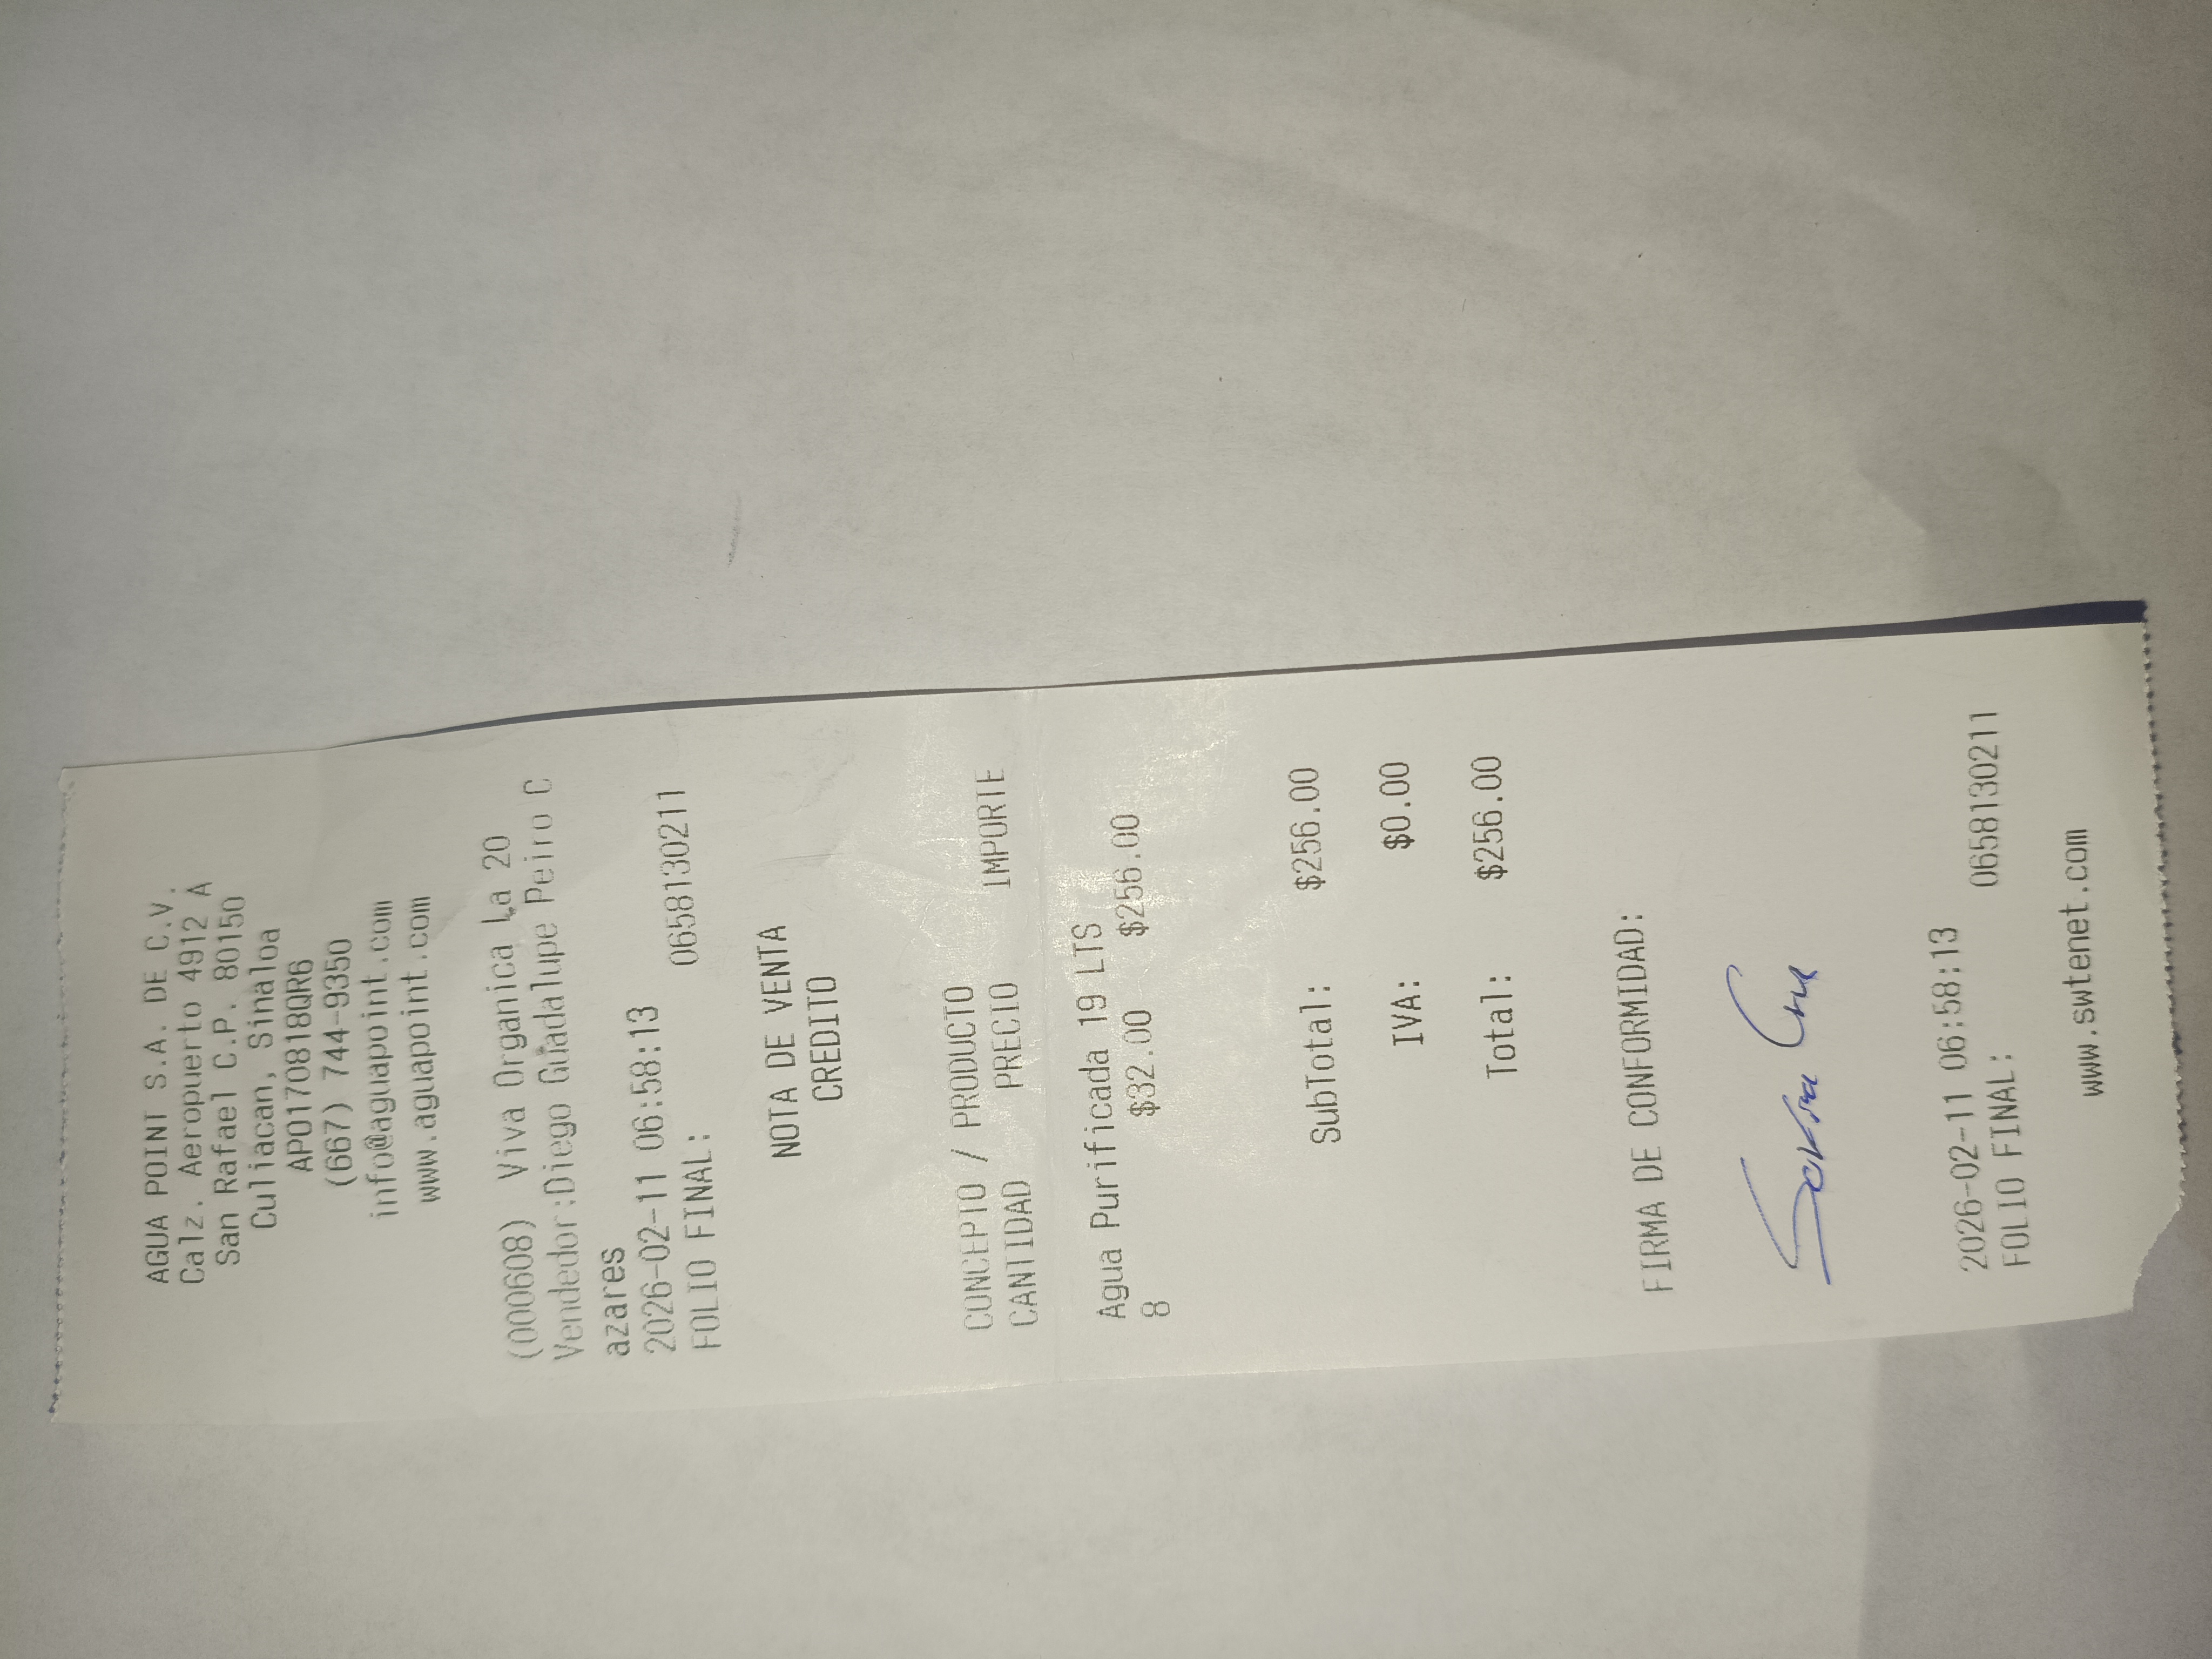 AGUA POINT S.A. DE C.V.
Calz. Aeropuerto 4912 A
San Rafael C.P. 80150
Culiacan, Sinaloa
APO170818QR6
(667) 744-9350
info@aguapoint.com
www.aguapoint.com
(000608) Viva Organica La 20
Vendedor:Diego Guadalupe Peiro C
azares
2026-02-11 06:58:13
FOLIO FINAL: 0658130211
NOTA DE VENTA
CREDITO
CONCEPTO / PRODUCTO
CANTIDAD PRECIO IMPORTE
Agua Purificada 19 LTS
8 $32.00 $256.00
SubTotal: $256.00
IVA: $0.00
Total: $256.00
FIRMA DE CONFORMIDAD:
2026-02-11 06:58:13
FOLIO FINAL: 0658130211
www.swtenet.com